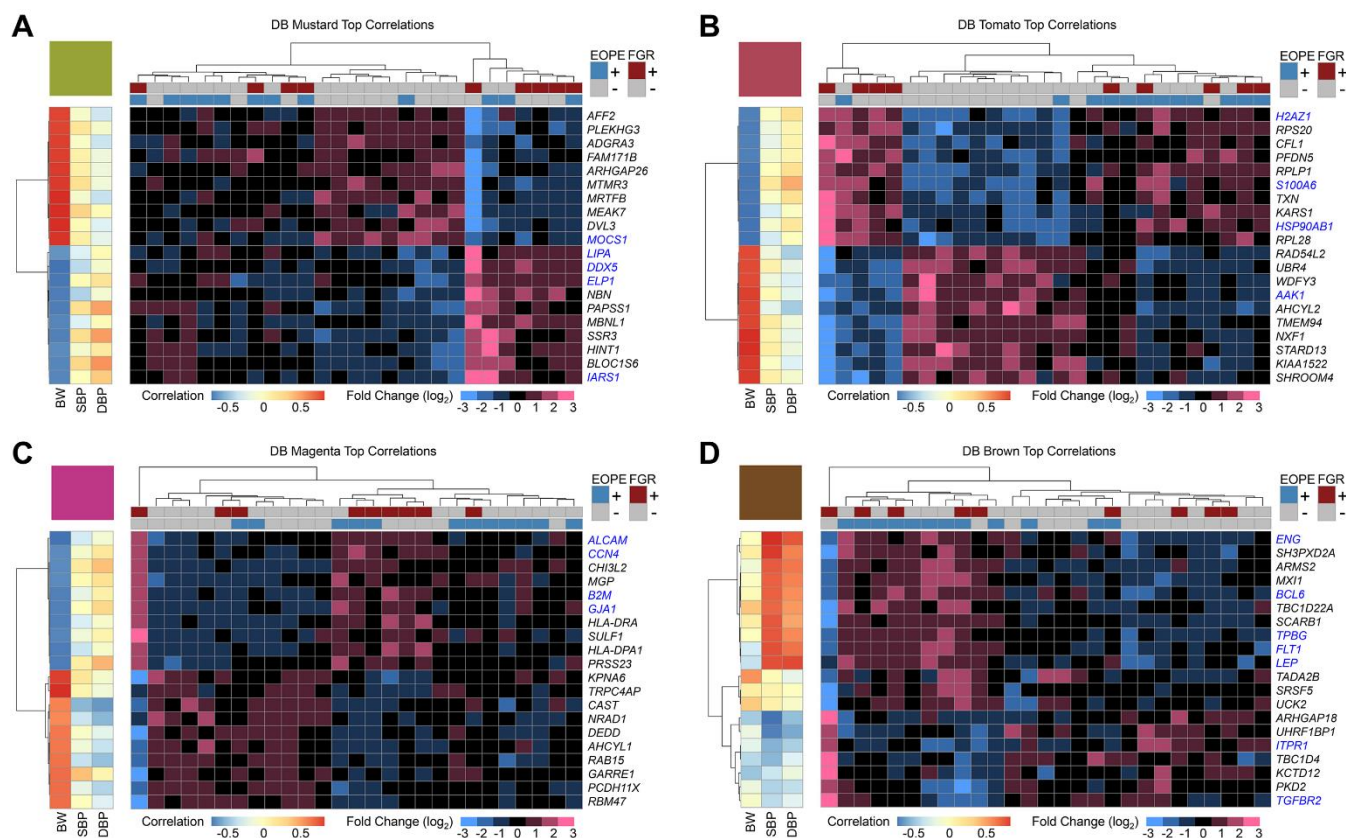 A
DB Mustard Top Correlations
EOPE FGR
+ +
- -
AFF2
PLEKHG3
ADGRA3
FAM171B
ARHGAP26
MTMR3
MRTFB
MEAK7
DVL3
MOCS1
LIPA
DDX5
ELP1
NBN
PAPSS1
MBNL1
SSR3
HINT1
BLOC1S6
IARS1
BW SBP DBP
Correlation
-0.5 0 0.5
Fold Change (log2)
-3 -2 -1 0 1 2 3
B
DB Tomato Top Correlations
EOPE FGR
+ +
- -
H2AZ1
RPS20
CFL1
PFDN5
RPLP1
S100A6
TXN
KARS1
HSP90AB1
RPL28
RAD54L2
UBR4
WDFY3
AAK1
AHCYL2
TMEM94
NXF1
STARD13
KIAA1522
SHROOM4
BW SBP DBP
Correlation
-0.5 0 0.5
Fold Change (log2)
-3 -2 -1 0 1 2 3
C
DB Magenta Top Correlations
EOPE FGR
+ +
- -
ALCAM
CCN4
CHI3L2
MGP
B2M
GJA1
HLA-DRA
SULF1
HLA-DPA1
PRSS23
KPNA6
TRPC4AP
CAST
NRAD1
DEDD
AHCYL1
RAB15
GARRE1
PCDH11X
RBM47
BW SBP DBP
Correlation
-0.5 0 0.5
Fold Change (log2)
-3 -2 -1 0 1 2 3
D
DB Brown Top Correlations
EOPE FGR
+ +
- -
ENG
SH3PXD2A
ARMS2
MXI1
BCL6
TBC1D22A
SCARB1
TPBG
FLT1
LEP
TADA2B
SRSF5
UCK2
ARHGAP18
UHRF1BP1
ITPR1
TBC1D4
KCTD12
PKD2
TGFBR2
BW SBP DBP
Correlation
-0.5 0 0.5
Fold Change (log2)
-3 -2 -1 0 1 2 3